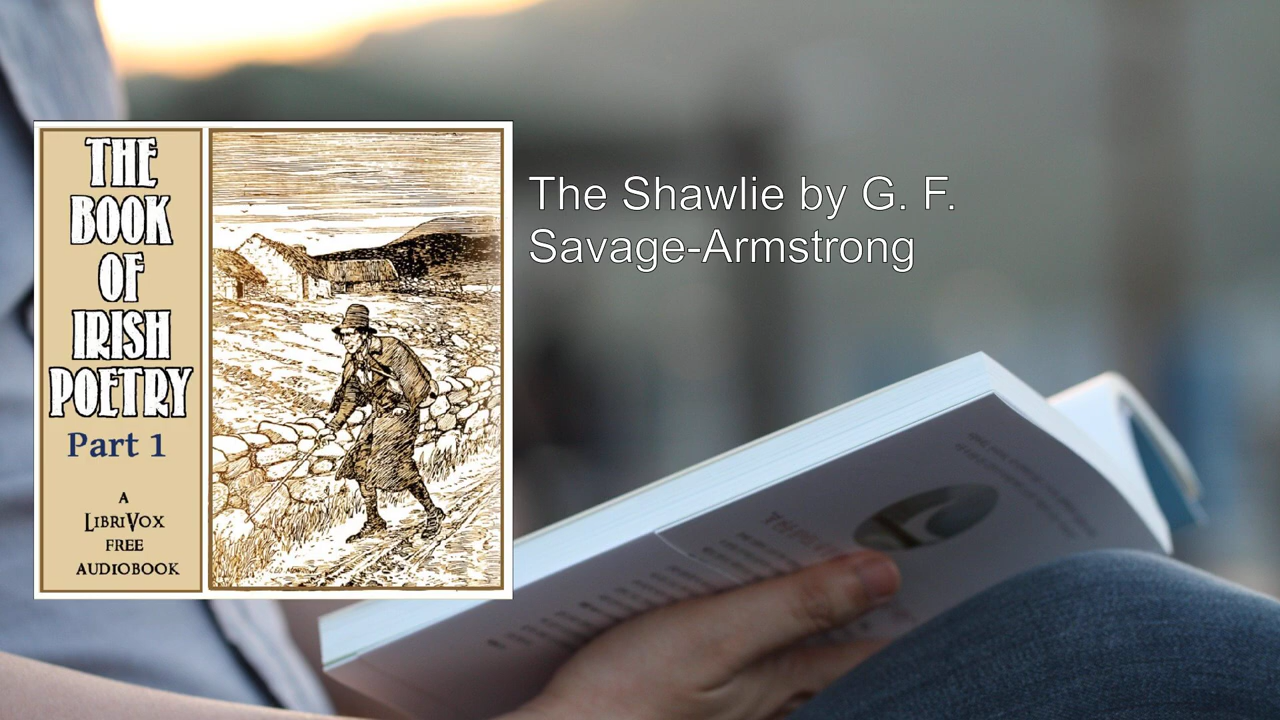 THE
BOOK
OF
IRISH
POETRY
Part 1
A
LIBRIVOX
FREE
AUDIOBOOK
The Shawlie by G. F.
Savage-Armstrong